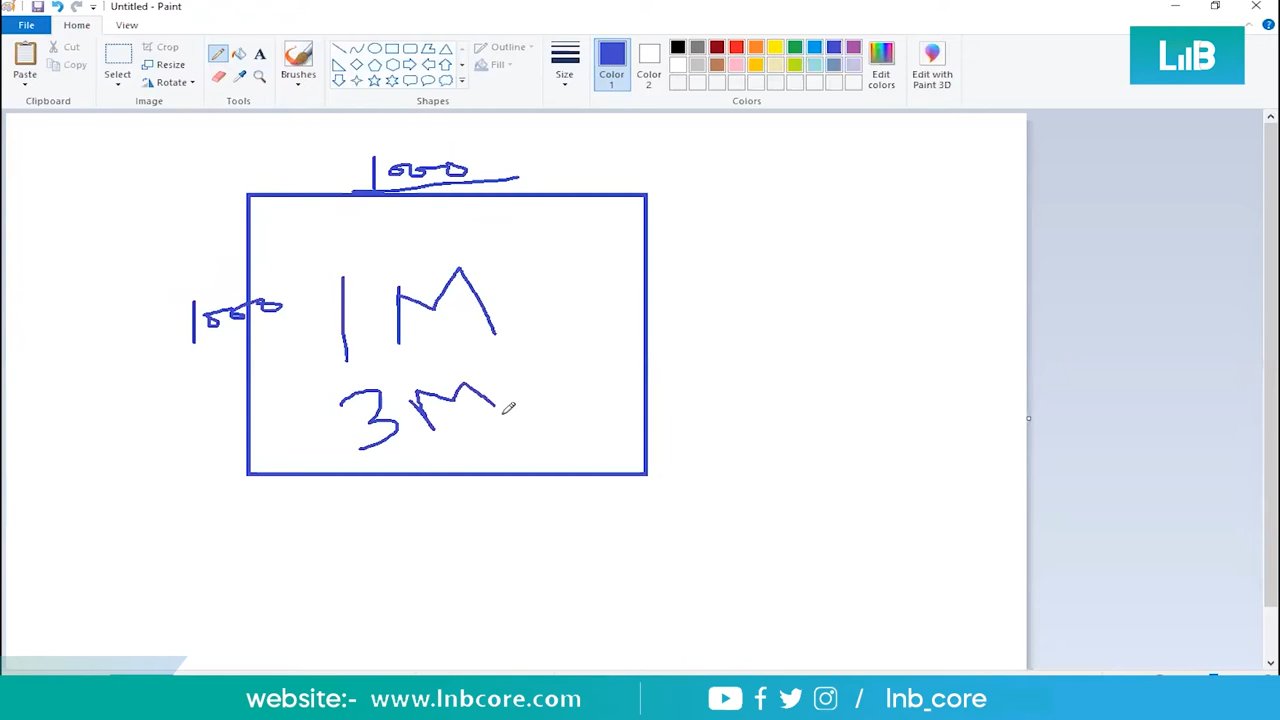 Untitled - Paint
File
Home
View
Paste
Cut
Copy
Clipboard
Select
Crop
Resize
Rotate
Image
A
Tools
Brushes
Outline
Fill
Shapes
Size
Color 1
Color 2
Edit colors
Colors
Edit with Paint 3D
LNB
1000
1000
1 M
3 M
website:- www.lnbcore.com
/ lnb_core